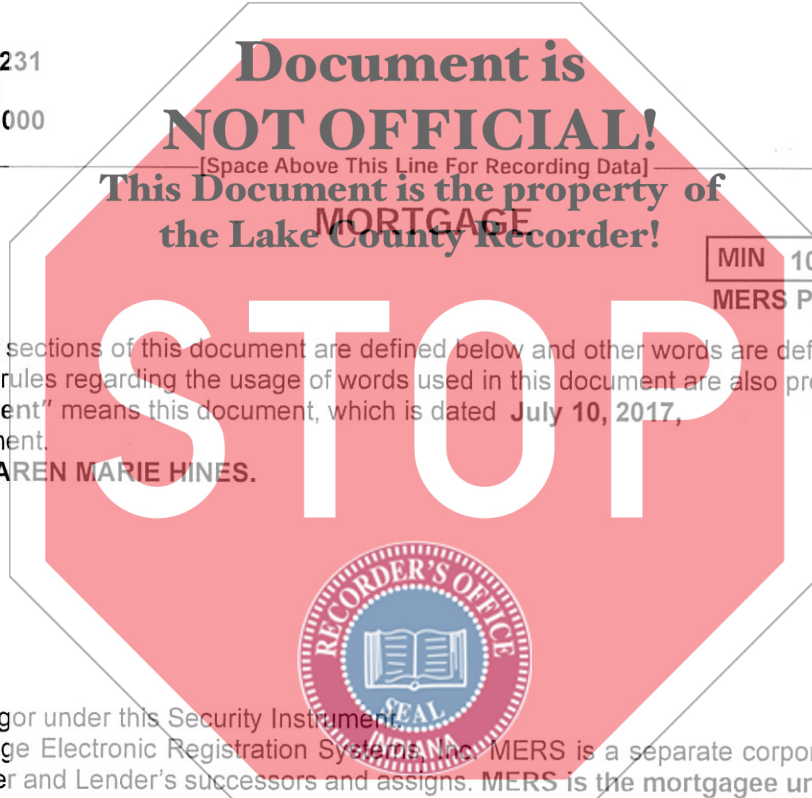 231
Document is
000
NOT OFFICIAL!
[Space Above This Line For Recording Data]
This Document is the property of
MORTGAGE
the Lake County Recorder!
MIN 10
MERS P
STOP
sections of this document are defined below and other words are def
rules regarding the usage of words used in this document are also pro
ent" means this document, which is dated July 10, 2017,
ment.
AREN MARIE HINES.
RECORDER'S OFFICE
SEAL
INDIANA
gor under this Security Instrument.
ge Electronic Registration Systems, Inc. MERS is a separate corpor
er and Lender's successors and assigns. MERS is the mortgagee un